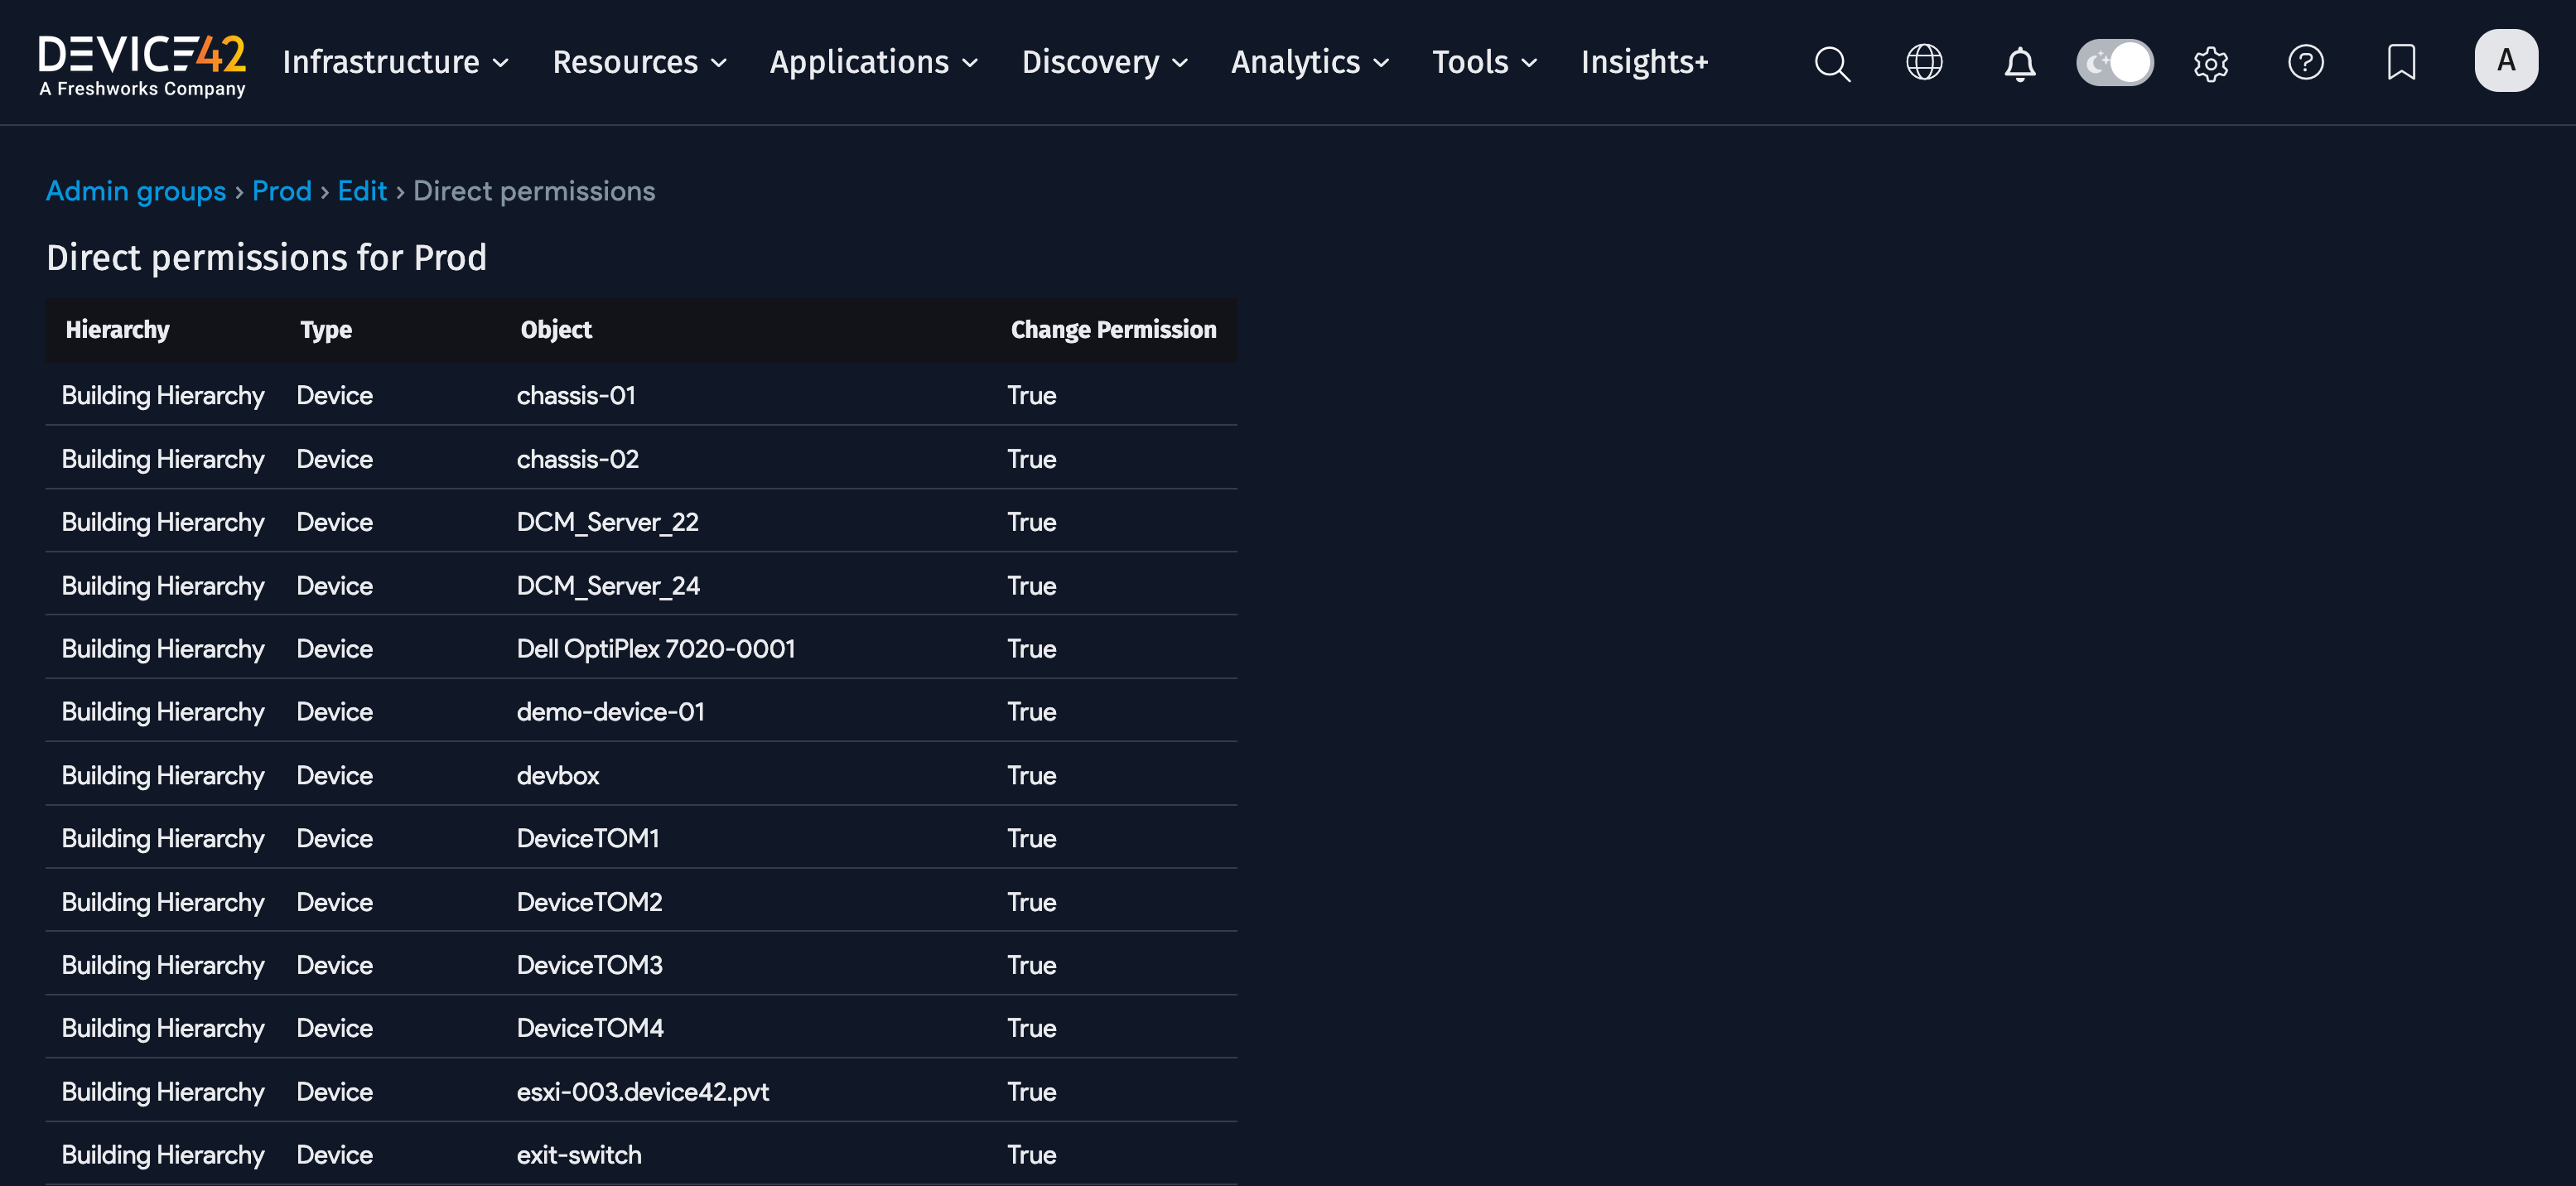 DEVICE42
A Freshworks Company
Infrastructure Resources Applications Discovery Analytics Tools Insights+ A
Admin groups › Prod › Edit › Direct permissions
Direct permissions for Prod
Hierarchy Type Object Change Permission
Building Hierarchy Device chassis-01 True
Building Hierarchy Device chassis-02 True
Building Hierarchy Device DCM_Server_22 True
Building Hierarchy Device DCM_Server_24 True
Building Hierarchy Device Dell OptiPlex 7020-0001 True
Building Hierarchy Device demo-device-01 True
Building Hierarchy Device devbox True
Building Hierarchy Device DeviceTOM1 True
Building Hierarchy Device DeviceTOM2 True
Building Hierarchy Device DeviceTOM3 True
Building Hierarchy Device DeviceTOM4 True
Building Hierarchy Device esxi-003.device42.pvt True
Building Hierarchy Device exit-switch True